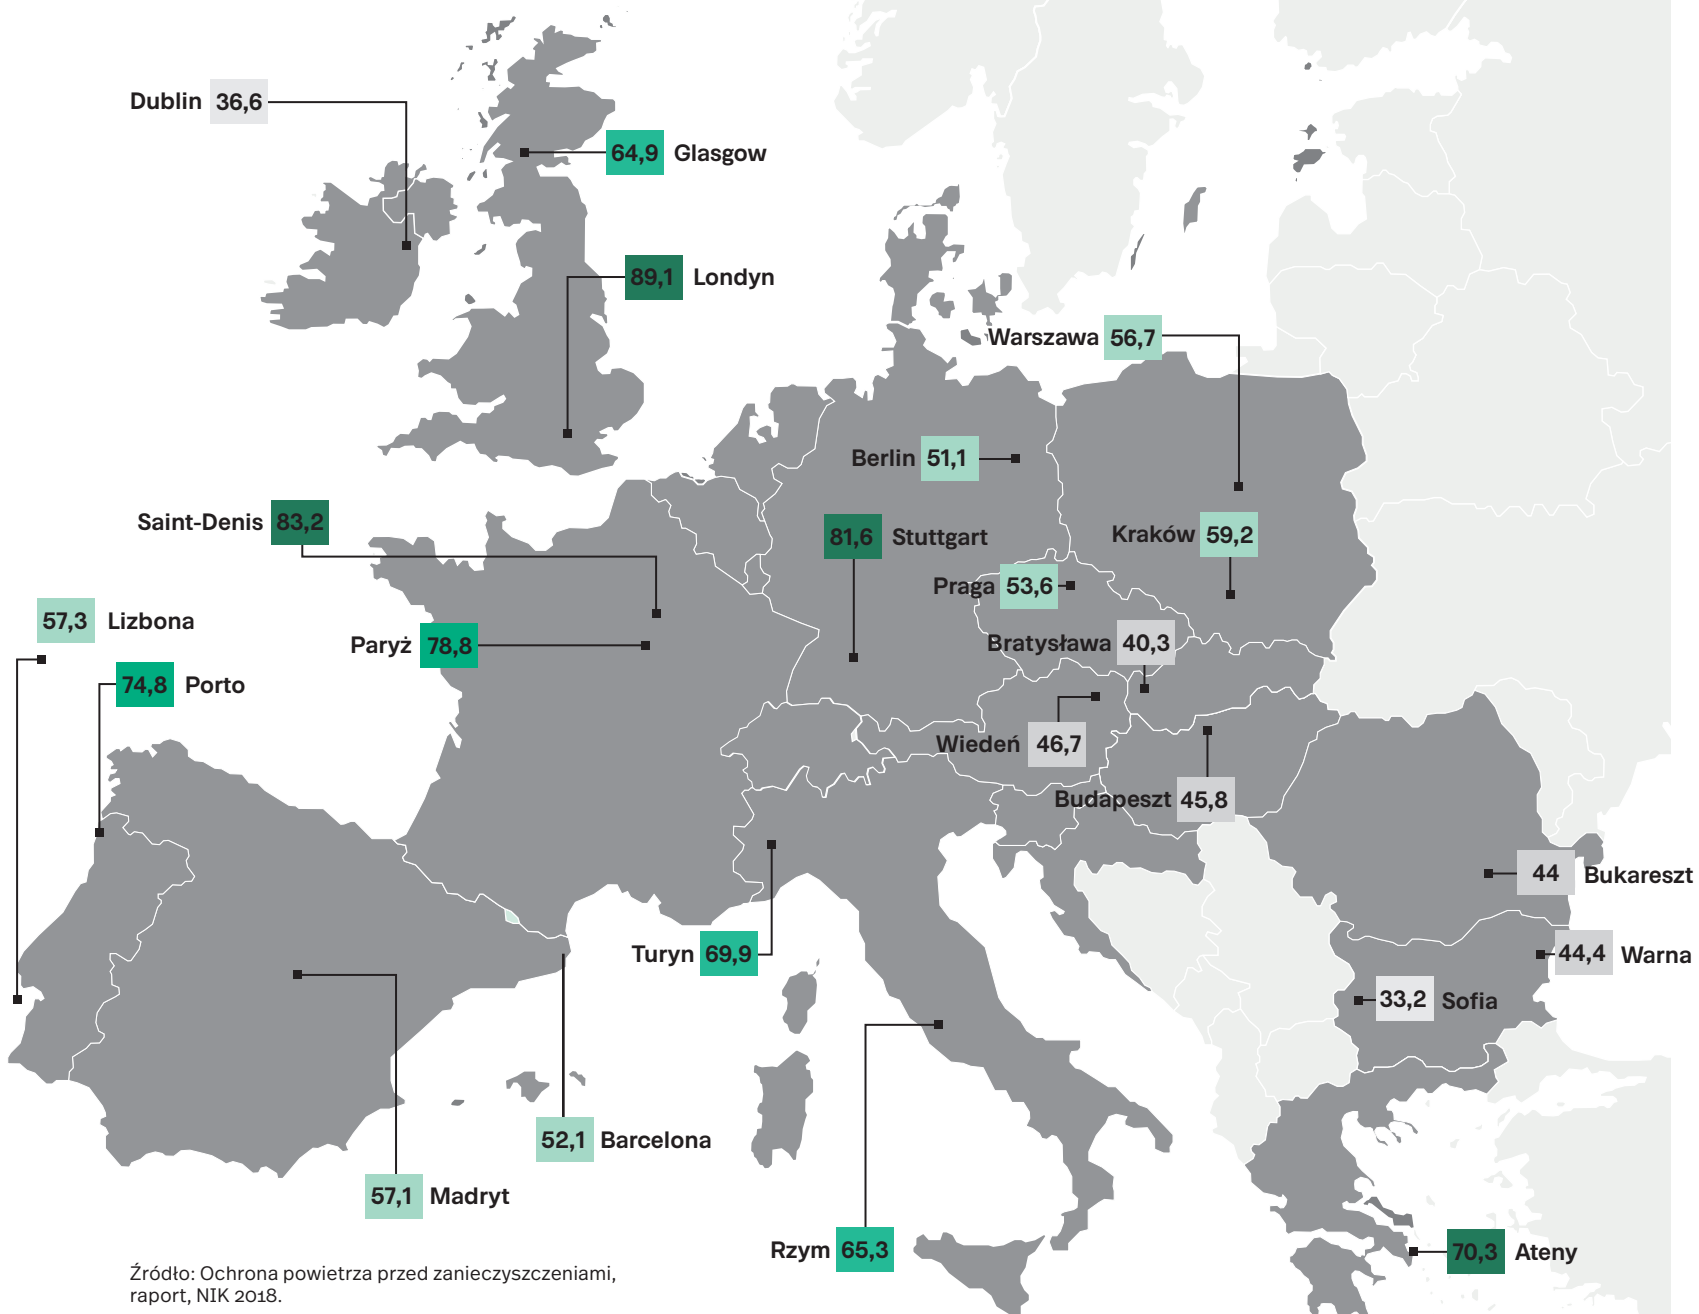 Dublin 36,6
64,9 Glasgow
89,1 Londyn
Warszawa 56,7
Berlin 51,1
Saint-Denis 83,2
81,6 Stuttgart
Kraków 59,2
Praga 53,6
57,3 Lizbona
Paryż 78,8
Bratysława 40,3
74,8 Porto
Wiedeń 46,7
Budapeszt 45,8
44 Bukareszt
Turyn 69,9
44,4 Warna
33,2 Sofia
52,1 Barcelona
57,1 Madryt
Rzym 65,3
70,3 Ateny
Źródło: Ochrona powietrza przed zanieczyszczeniami,
raport, NIK 2018.